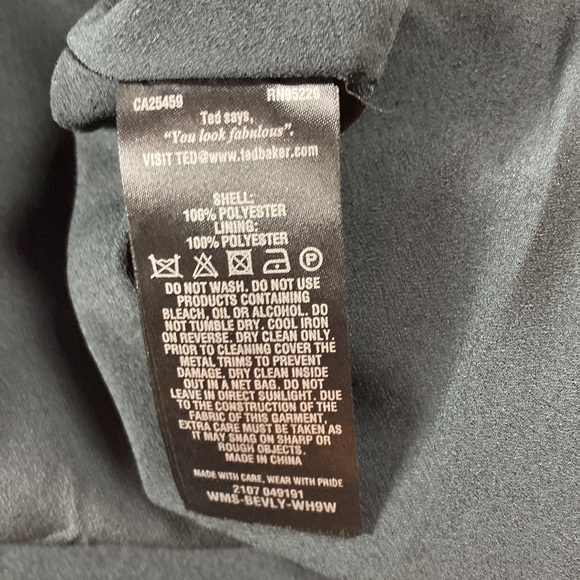 CA25459 RN95229
Ted says,
"You look fabulous".
VISIT TED@www.tedbaker.com
SHELL:
100% POLYESTER
LINING:
100% POLYESTER
P
DO NOT WASH. DO NOT USE
PRODUCTS CONTAINING
BLEACH, OIL OR ALCOHOL. DO
NOT TUMBLE DRY. COOL IRON
ON REVERSE. DRY CLEAN ONLY.
PRIOR TO CLEANING COVER THE
METAL TRIMS TO PREVENT
DAMAGE. DRY CLEAN INSIDE
OUT IN A NET BAG. DO NOT
LEAVE IN DIRECT SUNLIGHT. DUE
TO THE CONSTRUCTION OF THE
FABRIC OF THIS GARMENT,
EXTRA CARE MUST BE TAKEN AS
IT MAY SNAG ON SHARP OR
ROUGH OBJECTS.
MADE IN CHINA
MADE WITH CARE, WEAR WITH PRIDE
2107 049191
WMS-BEVLY-WH9W